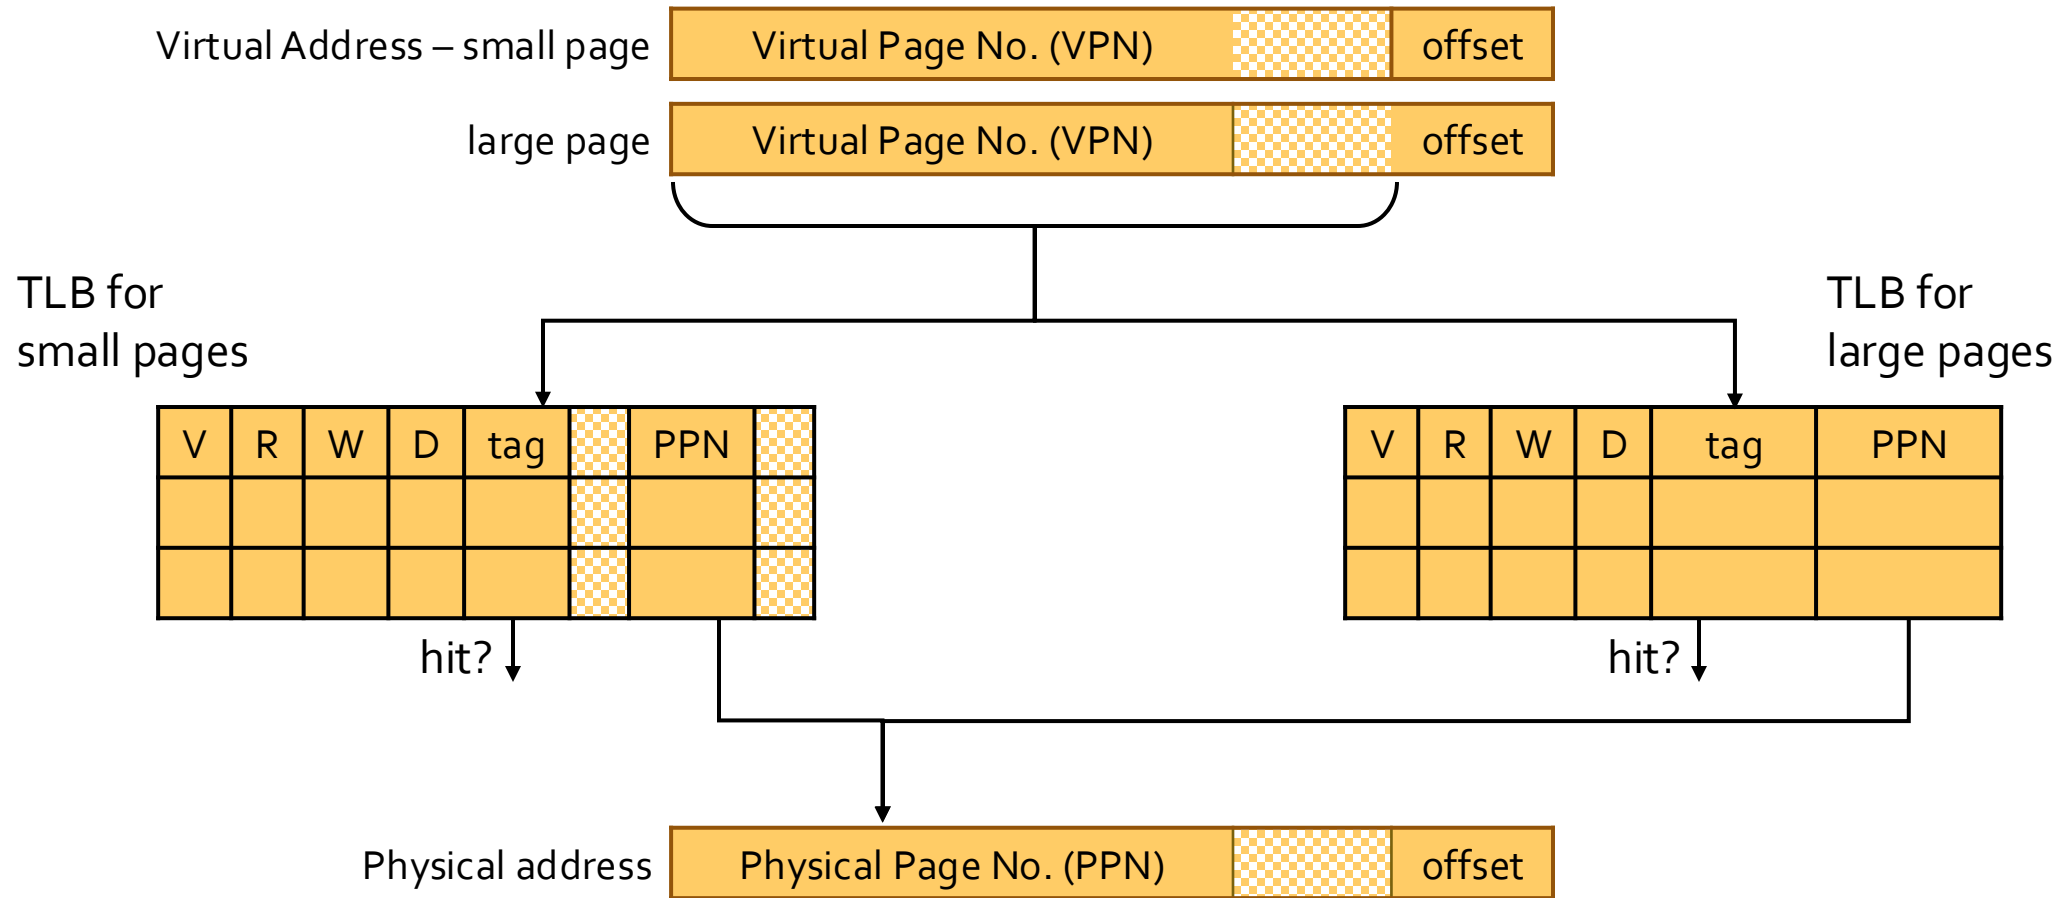 Virtual Address – small page
Virtual Page No. (VPN)
offset
large page
Virtual Page No. (VPN)
offset
TLB for
small pages
TLB for
large pages
V R W D tag PPN
V R W D tag PPN
hit?
hit?
Physical address
Physical Page No. (PPN)
offset